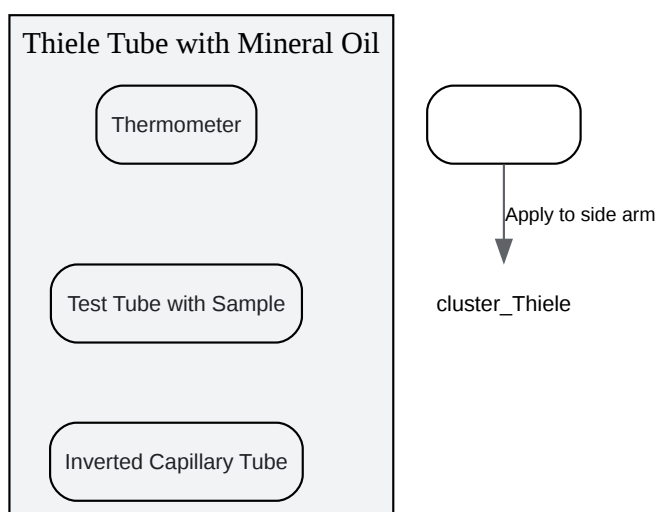 Thiele Tube with Mineral Oil
Thermometer
Apply to side arm
Test Tube with Sample
cluster_Thiele
Inverted Capillary Tube